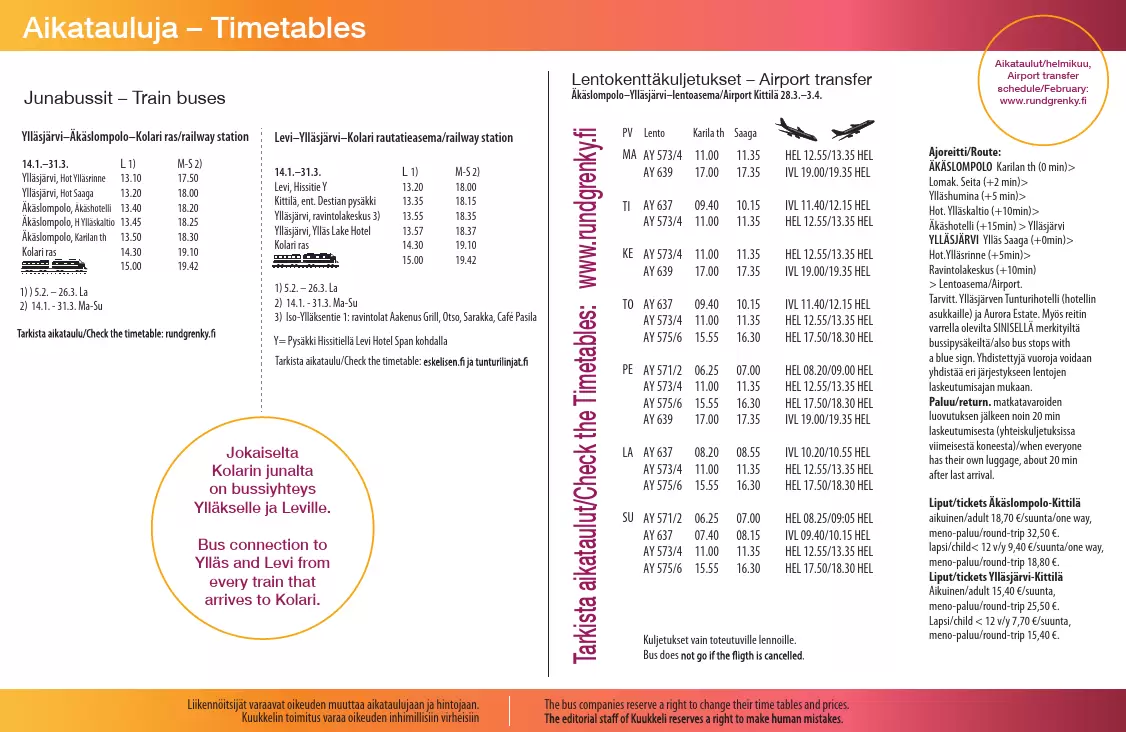 Aikatauluja – Timetables
Junabussit – Train buses
Ylläsjärvi–Äkäslompolo–Kolari ras/railway station
14.1.–31.3. L 1) M-S 2)
Ylläsjärvi, Hot Ylläsrinne 13.10 17.50
Ylläsjärvi, Hot Saaga 13.20 18.00
Äkäslompolo, Äkäshotelli 13.40 18.20
Äkäslompolo, H Ylläskaltio 13.45 18.25
Äkäslompolo, Karilan th 13.50 18.30
Kolari ras 14.30 19.10
15.00 19.42
1) ) 5.2. – 26.3. La
2) 14.1. - 31.3. Ma-Su
Tarkista aikataulu/Check the timetable: rundgrenky.fi
Levi–Ylläsjärvi–Kolari rautatieasema/railway station
14.1.–31.3. L 1) M-S 2)
Levi, Hissitie Y 13.20 18.00
Kittilä, ent. Destian pysäkki 13.35 18.15
Ylläsjärvi, ravintolakeskus 3) 13.55 18.35
Ylläsjärvi, Ylläs Lake Hotel 13.57 18.37
Kolari ras 14.30 19.10
15.00 19.42
1) 5.2. – 26.3. La
2) 14.1. - 31.3. Ma-Su
3) Iso-Ylläksentie 1: ravintolat Aakenus Grill, Otso, Sarakka, Café Pasila
Y= Pysäkki Hissitiellä Levi Hotel Span kohdalla
Tarkista aikataulu/Check the timetable: eskelisen.fi ja tunturilinjat.fi
Jokaiselta
Kolarin junalta
on bussiyhteys
Ylläkselle ja Leville.
Bus connection to
Ylläs and Levi from
every train that
arrives to Kolari.
Lentokenttäkuljetukset – Airport transfer
Äkäslompolo–Ylläsjärvi–lentoasema/Airport Kittilä 28.3.–3.4.
Tarkista aikataulut/Check the Timetables: www.rundgrenky.fi
PV Lento Karila th Saaga
MA AY 573/4 11.00 11.35 HEL 12.55/13.35 HEL
AY 639 17.00 17.35 IVL 19.00/19.35 HEL
TI AY 637 09.40 10.15 IVL 11.40/12.15 HEL
AY 573/4 11.00 11.35 HEL 12.55/13.35 HEL
KE AY 573/4 11.00 11.35 HEL 12.55/13.35 HEL
AY 639 17.00 17.35 IVL 19.00/19.35 HEL
TO AY 637 09.40 10.15 IVL 11.40/12.15 HEL
AY 573/4 11.00 11.35 HEL 12.55/13.35 HEL
AY 575/6 15.55 16.30 HEL 17.50/18.30 HEL
PE AY 571/2 06.25 07.00 HEL 08.20/09.00 HEL
AY 573/4 11.00 11.35 HEL 12.55/13.35 HEL
AY 575/6 15.55 16.30 HEL 17.50/18.30 HEL
AY 639 17.00 17.35 IVL 19.00/19.35 HEL
LA AY 637 08.20 08.55 IVL 10.20/10.55 HEL
AY 573/4 11.00 11.35 HEL 12.55/13.35 HEL
AY 575/6 15.55 16.30 HEL 17.50/18.30 HEL
SU AY 571/2 06.25 07.00 HEL 08.25/09:05 HEL
AY 637 07.40 08.15 IVL 09.40/10.15 HEL
AY 573/4 11.00 11.35 HEL 12.55/13.35 HEL
AY 575/6 15.55 16.30 HEL 17.50/18.30 HEL
Kuljetukset vain toteutuville lennoille.
Bus does not go if the fligth is cancelled.
Aikataulut/helmikuu,
Airport transfer
schedule/February:
www.rundgrenky.fi
Ajoreitti/Route:
ÄKÄSLOMPOLO Karilan th (0 min)>
Lomak. Seita (+2 min)>
Ylläshumina (+5 min)>
Hot. Ylläskaltio (+10min)>
Äkäshotelli (+15min) > Ylläsjärvi
YLLÄSJÄRVI Ylläs Saaga (+0min)>
Hot.Ylläsrinne (+5min)>
Ravintolakeskus (+10min)
> Lentoasema/Airport.
Tarvitt. Ylläsjärven Tunturihotelli (hotellin
asukkaille) ja Aurora Estate. Myös reitin
varrella olevilta SINISELLÄ merkityiltä
bussipysäkeiltä/also bus stops with
a blue sign. Yhdistettyjä vuoroja voidaan
yhdistää eri järjestykseen lentojen
laskeutumisajan mukaan.
Paluu/return. matkatavaroiden
luovutuksen jälkeen noin 20 min
laskeutumisesta (yhteiskuljetuksissa
viimeisestä koneesta)/when everyone
has their own luggage, about 20 min
after last arrival.
Liput/tickets Äkäslompolo-Kittilä
aikuinen/adult 18,70 €/suunta/one way,
meno-paluu/round-trip 32,50 €.
lapsi/child< 12 v/y 9,40 €/suunta/one way,
meno-paluu/round-trip 18,80 €.
Liput/tickets Ylläsjärvi-Kittilä
Aikuinen/adult 15,40 €/suunta,
meno-paluu/round-trip 25,50 €.
Lapsi/child < 12 v/y 7,70 €/suunta,
meno-paluu/round-trip 15,40 €.
Liikennöitsijät varaavat oikeuden muuttaa aikataulujaan ja hintojaan.
Kuukkelin toimitus varaa oikeuden inhimillisiin virheisiin
The bus companies reserve a right to change their time tables and prices.
The editorial staff of Kuukkeli reserves a right to make human mistakes.